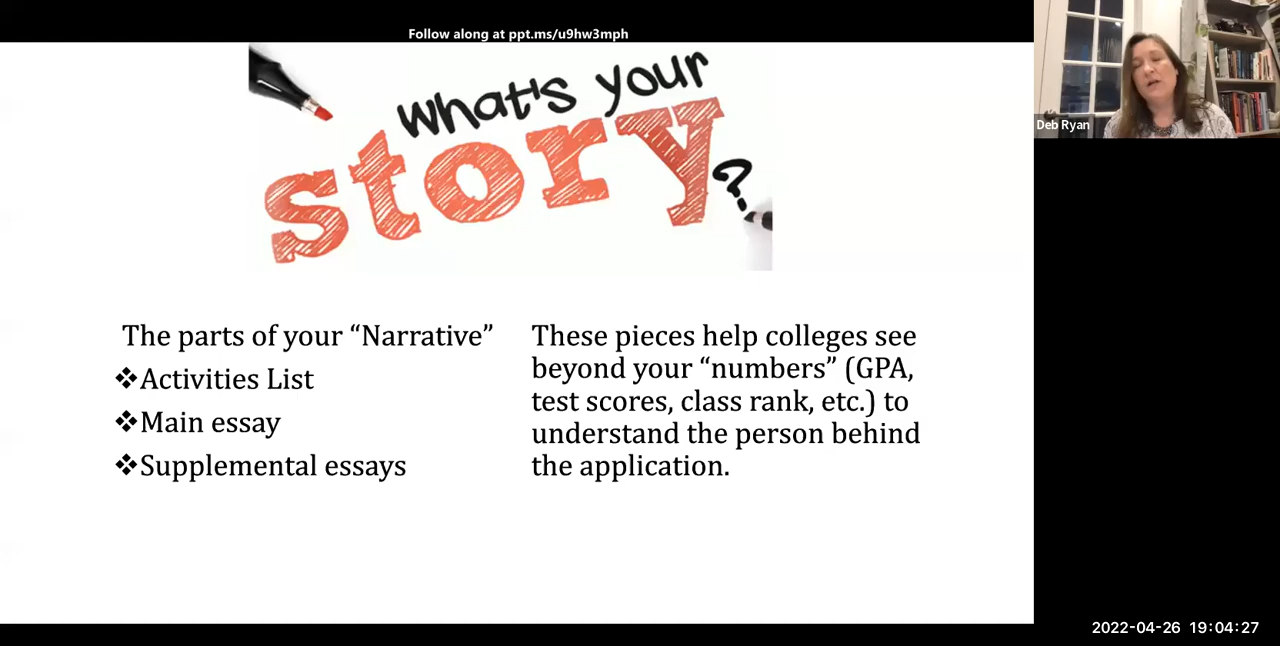 Follow along at ppt.ms/u9hw3mph
What's your
story?
The parts of your “Narrative”
❖Activities List
❖Main essay
❖Supplemental essays
These pieces help colleges see
beyond your “numbers” (GPA,
test scores, class rank, etc.) to
understand the person behind
the application.
Deb Ryan
2022-04-26 19:04:27